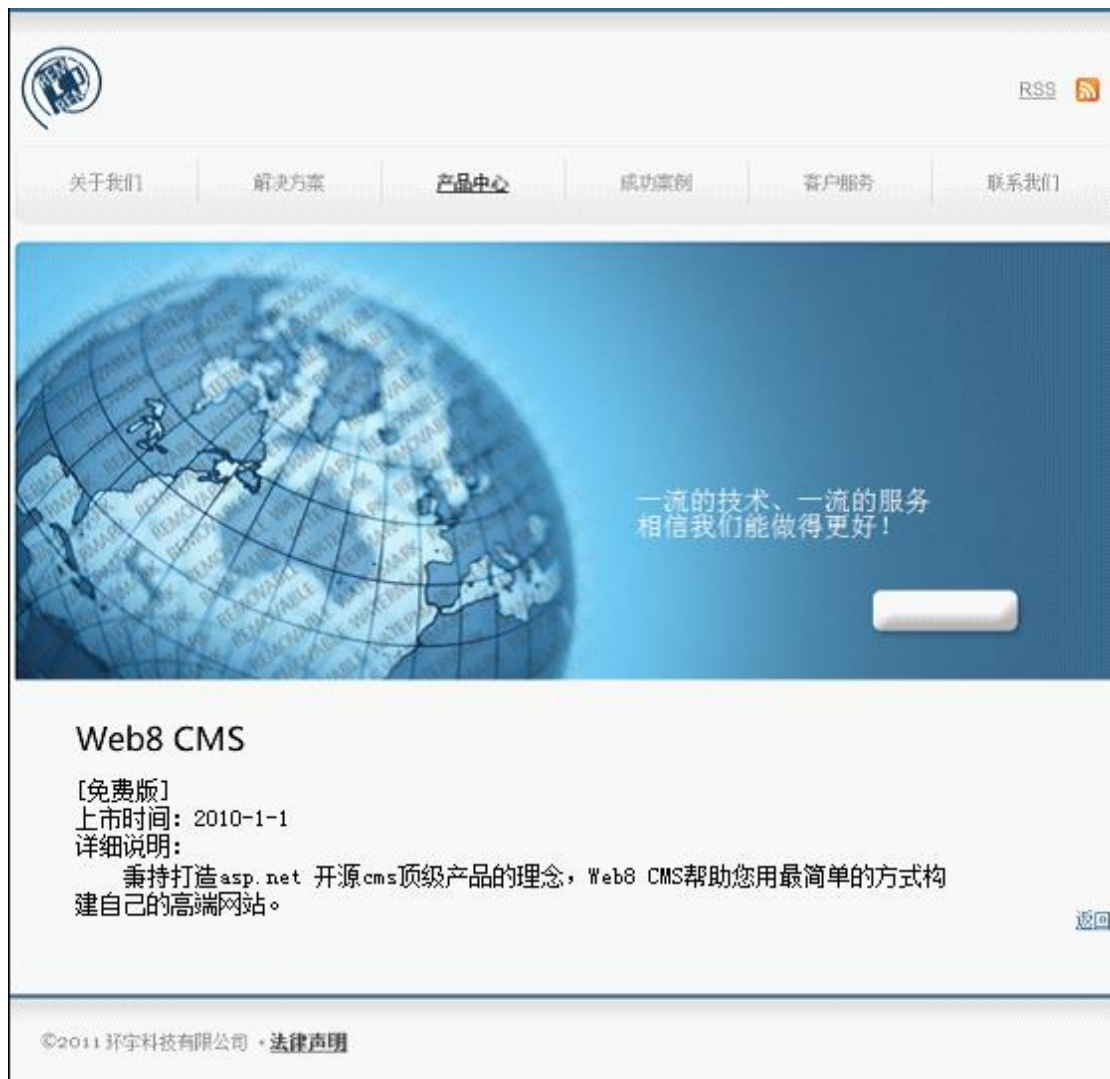 RSS
关于我们 解决方案 产品中心 成功案例 客户服务 联系我们
一流的技术、一流的服务
相信我们能做得更好！
Web8 CMS
[免费版]
上市时间：2010-1-1
详细说明：
秉持打造asp.net 开源cms顶级产品的理念，Web8 CMS帮助您用最简单的方式构
建自己的高端网站。
返回
©2011 环宇科技有限公司 • 法律声明